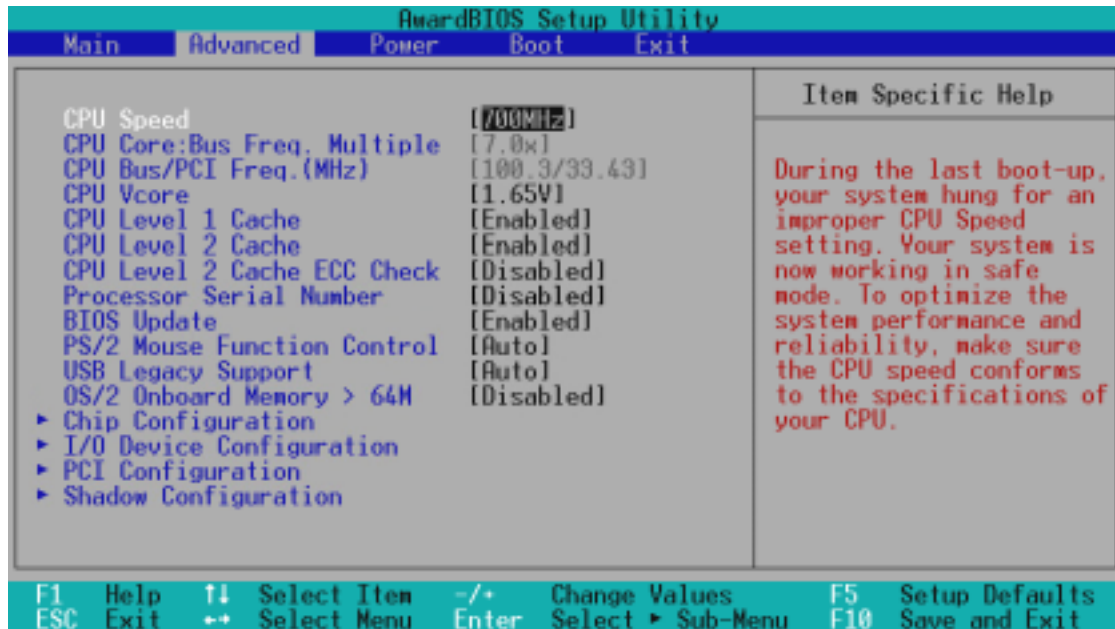 AwardBIOS Setup Utility
Main Advanced Power Boot Exit
CPU Speed [700MHz]
CPU Core:Bus Freq. Multiple [7.0x]
CPU Bus/PCI Freq.(MHz) [100.3/33.43]
CPU Vcore [1.65V]
CPU Level 1 Cache [Enabled]
CPU Level 2 Cache [Enabled]
CPU Level 2 Cache ECC Check [Disabled]
Processor Serial Number [Disabled]
BIOS Update [Enabled]
PS/2 Mouse Function Control [Auto]
USB Legacy Support [Auto]
OS/2 Onboard Memory > 64M [Disabled]
► Chip Configuration
► I/O Device Configuration
► PCI Configuration
► Shadow Configuration
Item Specific Help
During the last boot-up,
your system hung for an
improper CPU Speed
setting. Your system is
now working in safe
mode. To optimize the
system performance and
reliability, make sure
the CPU speed conforms
to the specifications of
your CPU.
F1 Help ↑↓ Select Item -/+ Change Values F5 Setup Defaults
ESC Exit ←→ Select Menu Enter Select ► Sub-Menu F10 Save and Exit